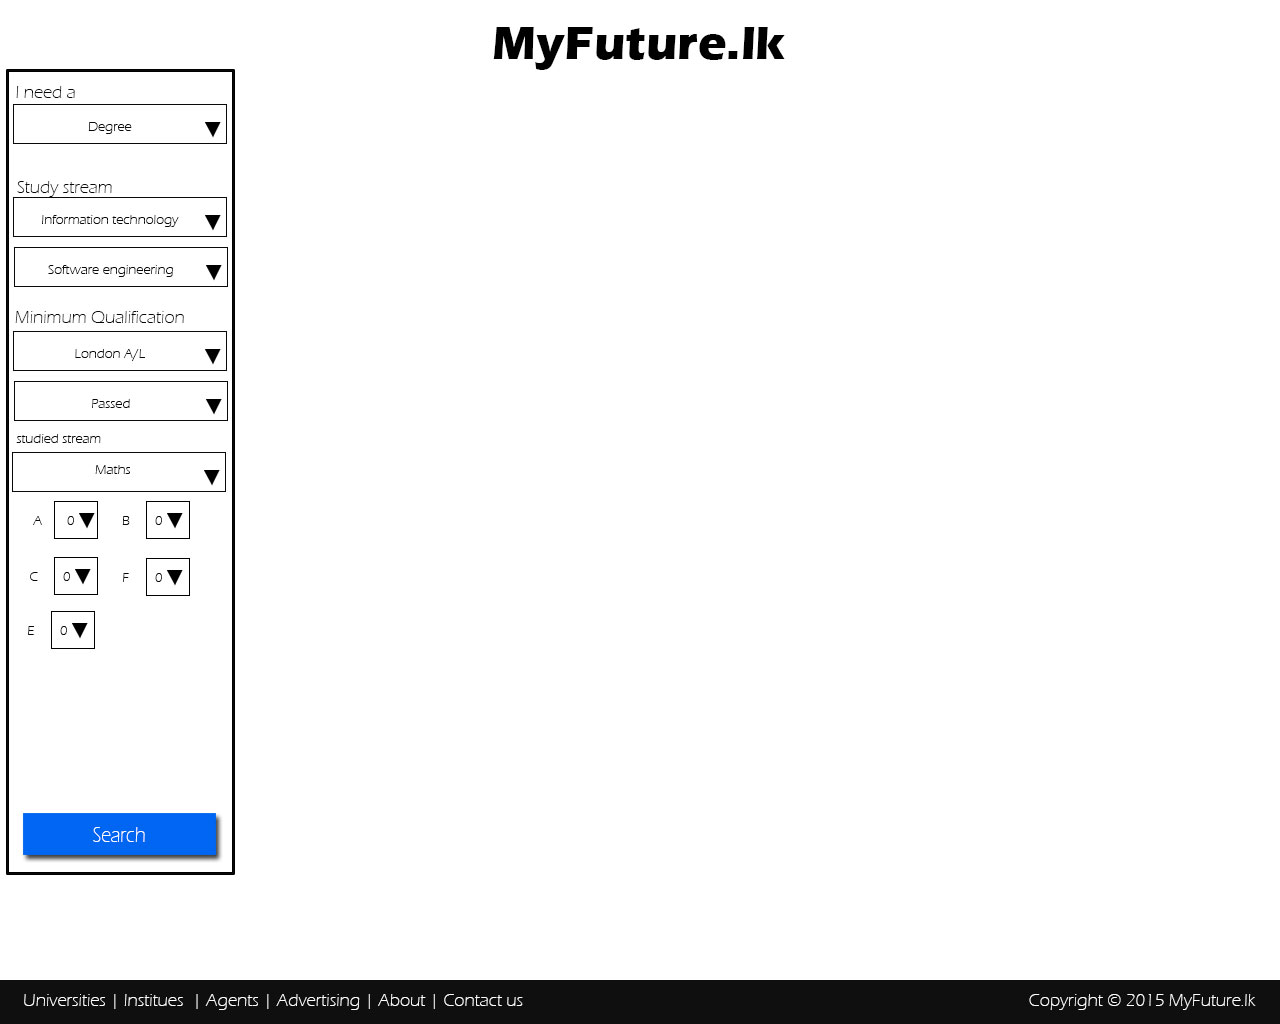 MyFuture.lk
I need a
Degree
Study stream
Information technology
Software engineering
Minimum Qualification
London A/L
Passed
studied stream
Maths
A 0 B 0
C 0 F 0
E 0
Search
Universities | Institues | Agents | Advertising | About | Contact us
Copyright © 2015 MyFuture.lk